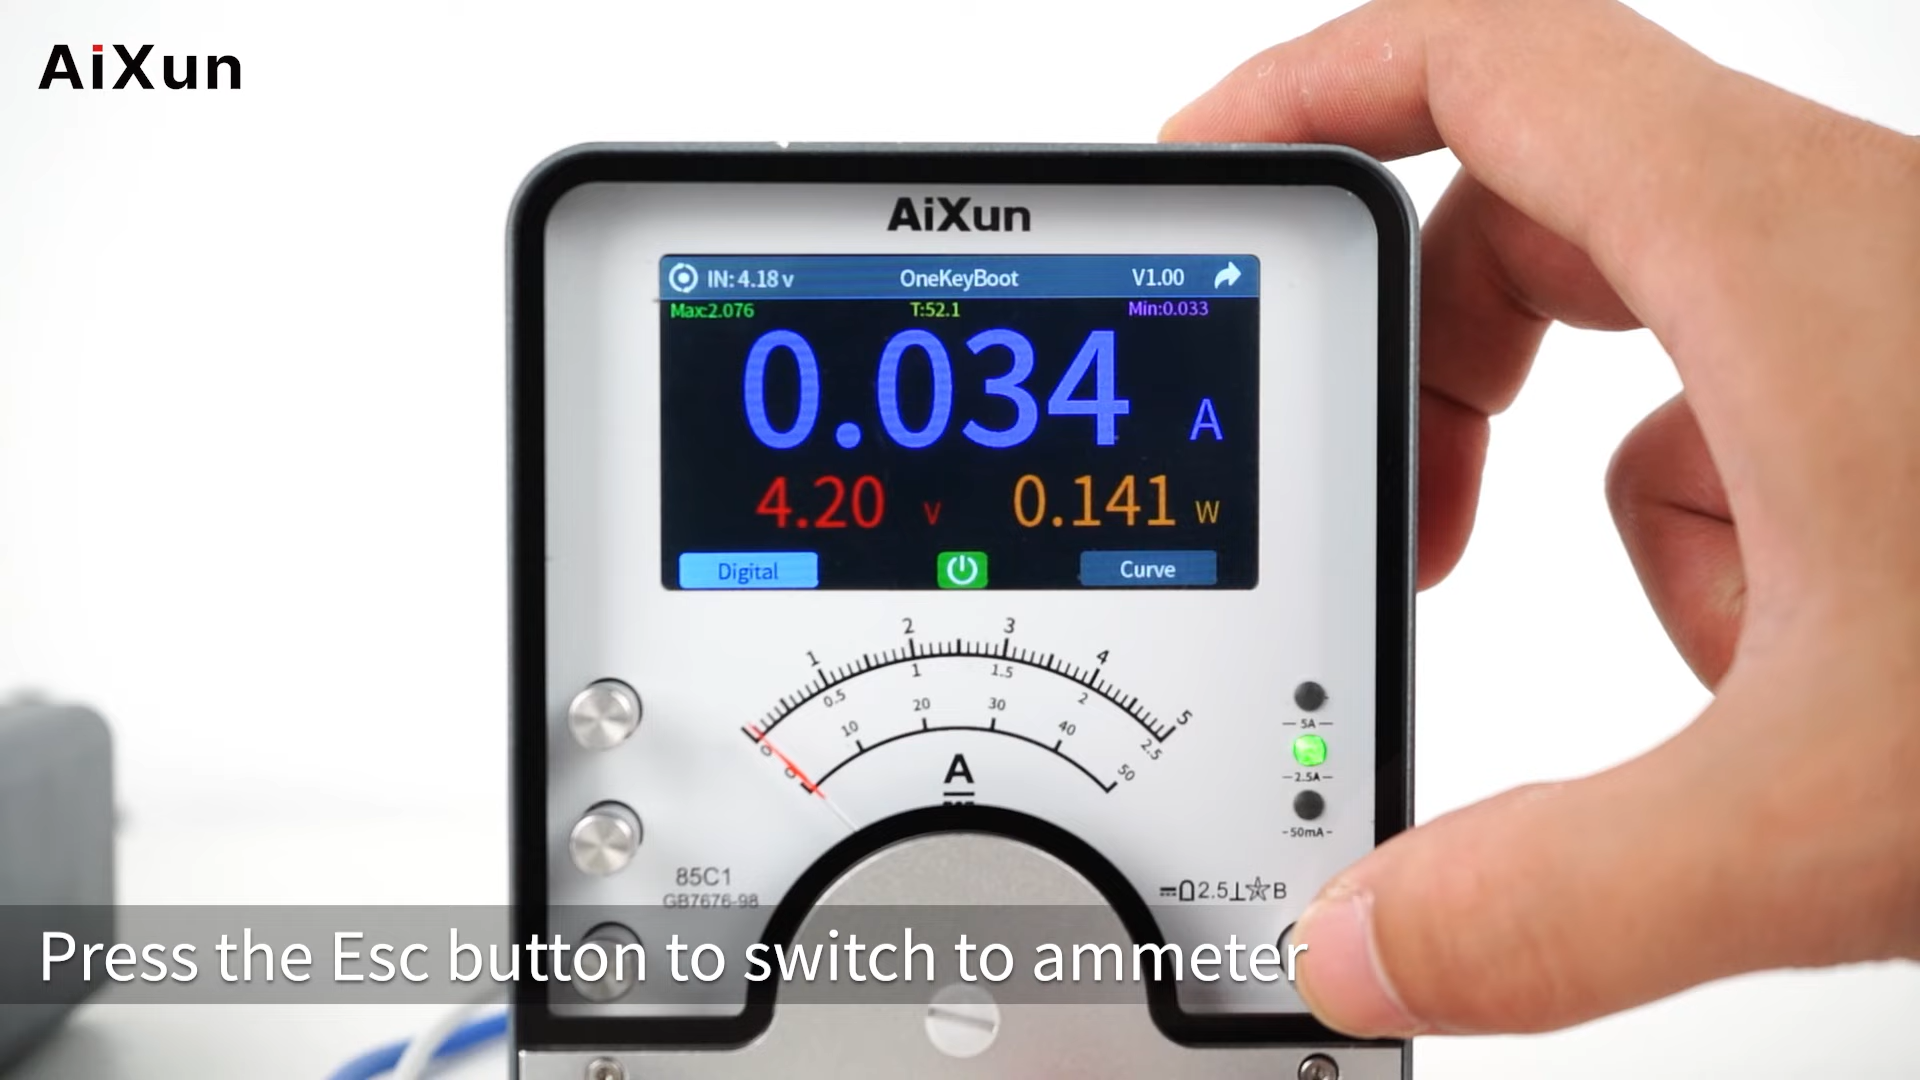 AiXun
AiXun
IN: 4.18 v OneKeyBoot V1.00
Max:2.076 T:52.1 Min:0.033
0.034 A
4.20 v 0.141 w
Digital Curve
1 2 3 4 5
0 0.5 1 1.5 2 2.5
0 10 20 30 40 50
A
5A
2.5A
-50mA-
85C1
GB7676-98
2.5 B
Press the Esc button to switch to ammeter